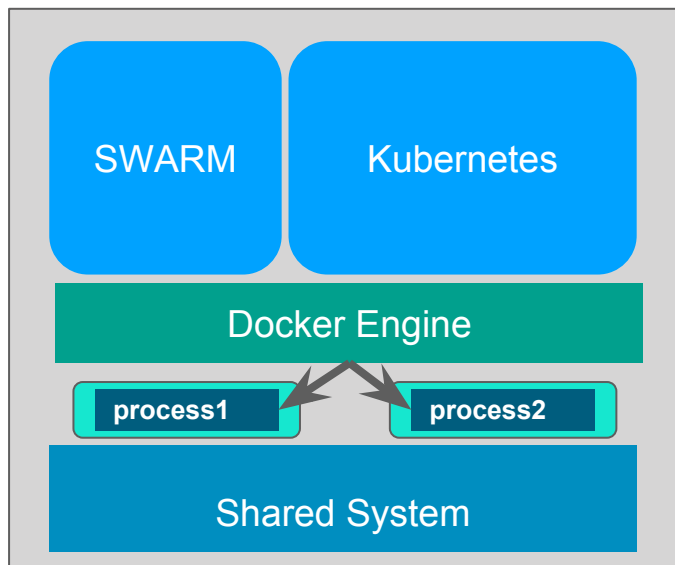 SWARM
Kubernetes
Docker Engine
process1
process2
Shared System